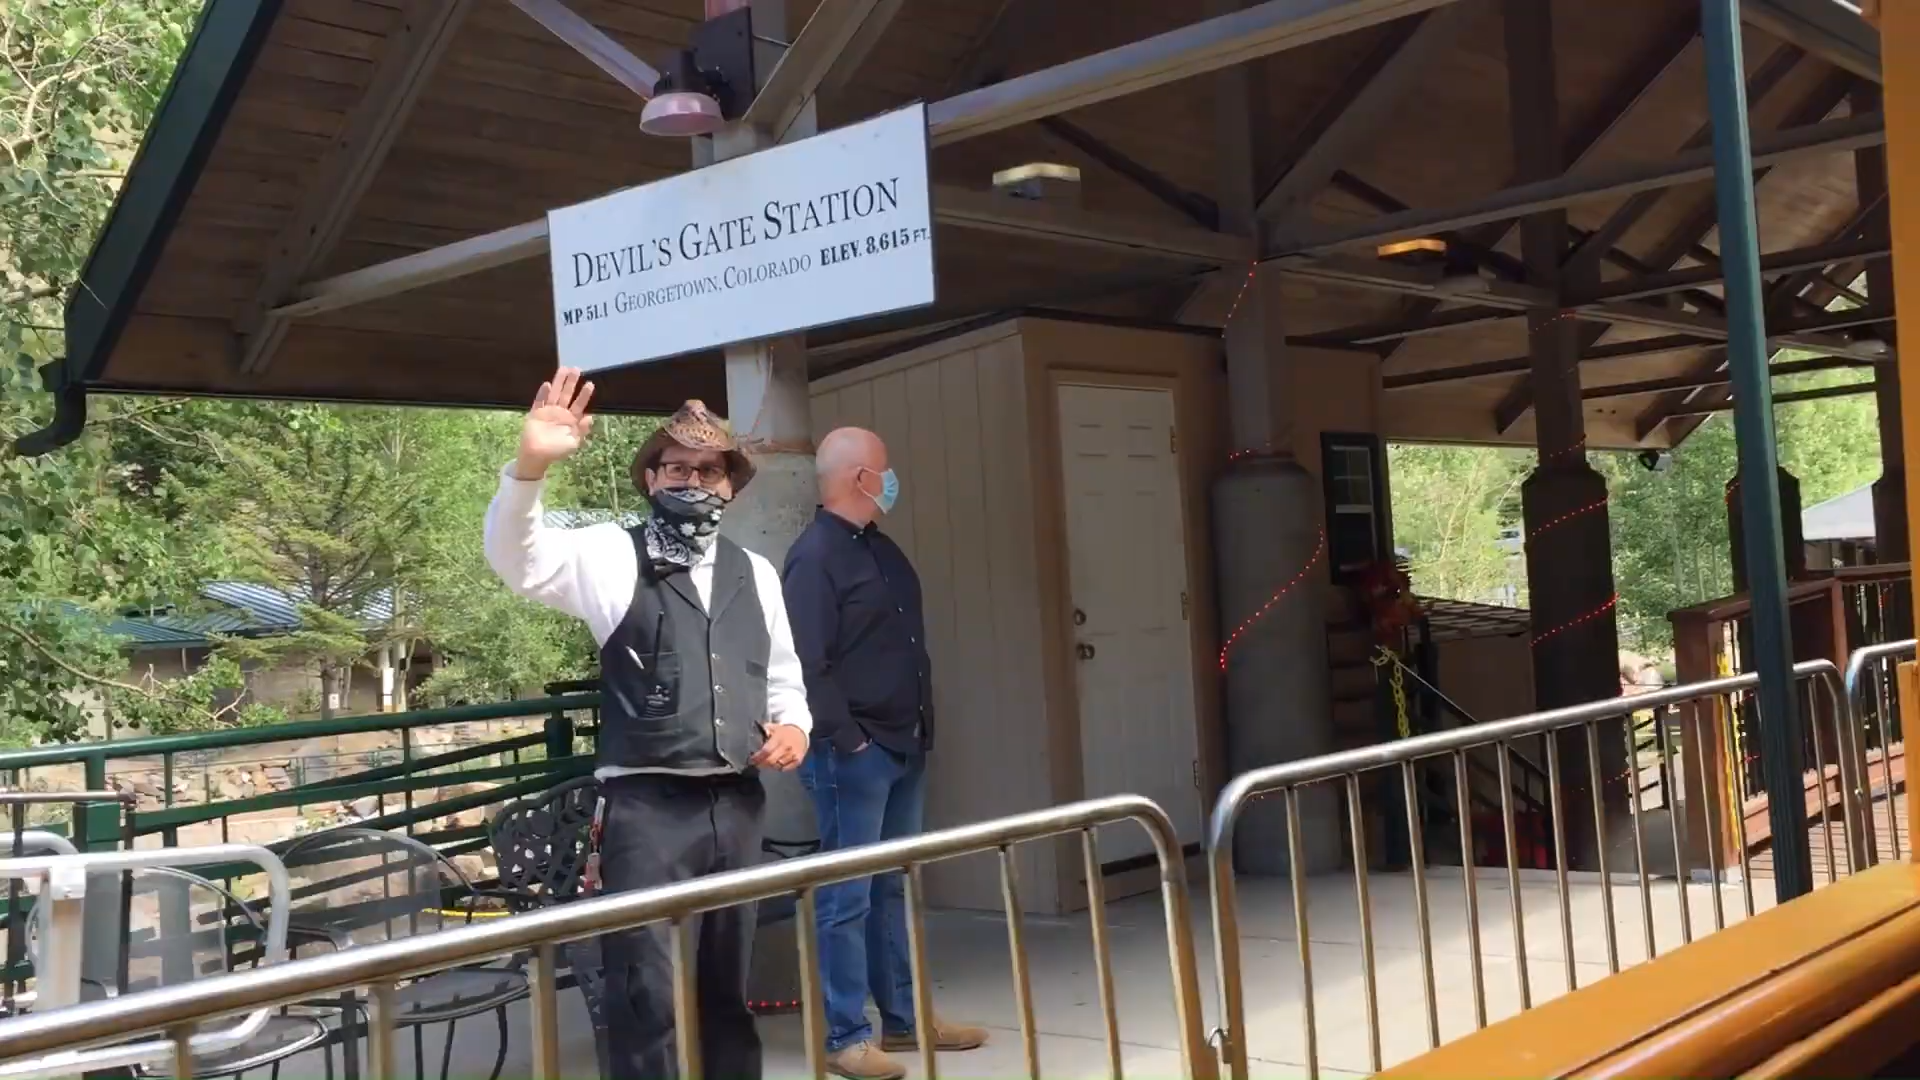 DEVIL'S GATE STATION
MP 51.1 GEORGETOWN, COLORADO ELEV. 8,615 FT.